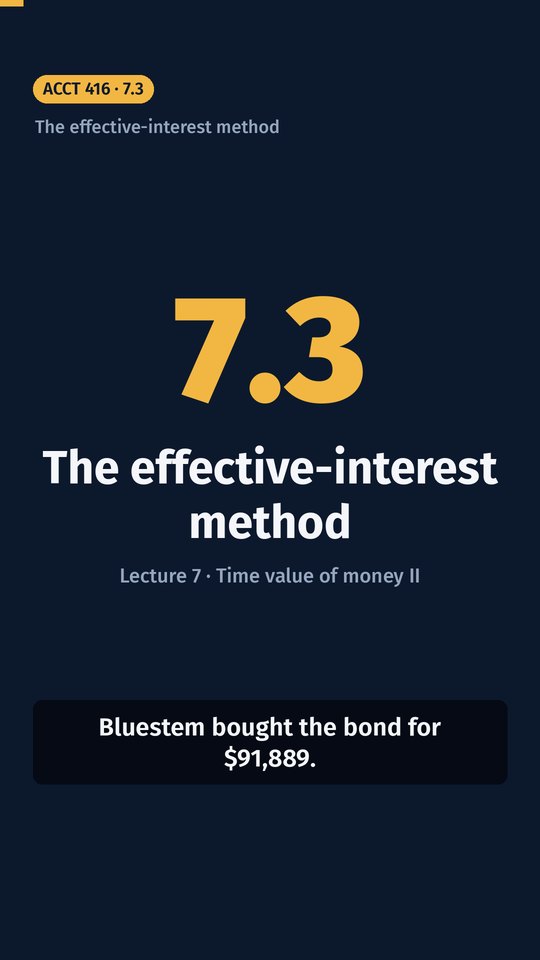 ACCT 416 · 7.3
The effective-interest method
7.3
The effective-interest
method
Lecture 7 · Time value of money II
Bluestem bought the bond for
$91,889.